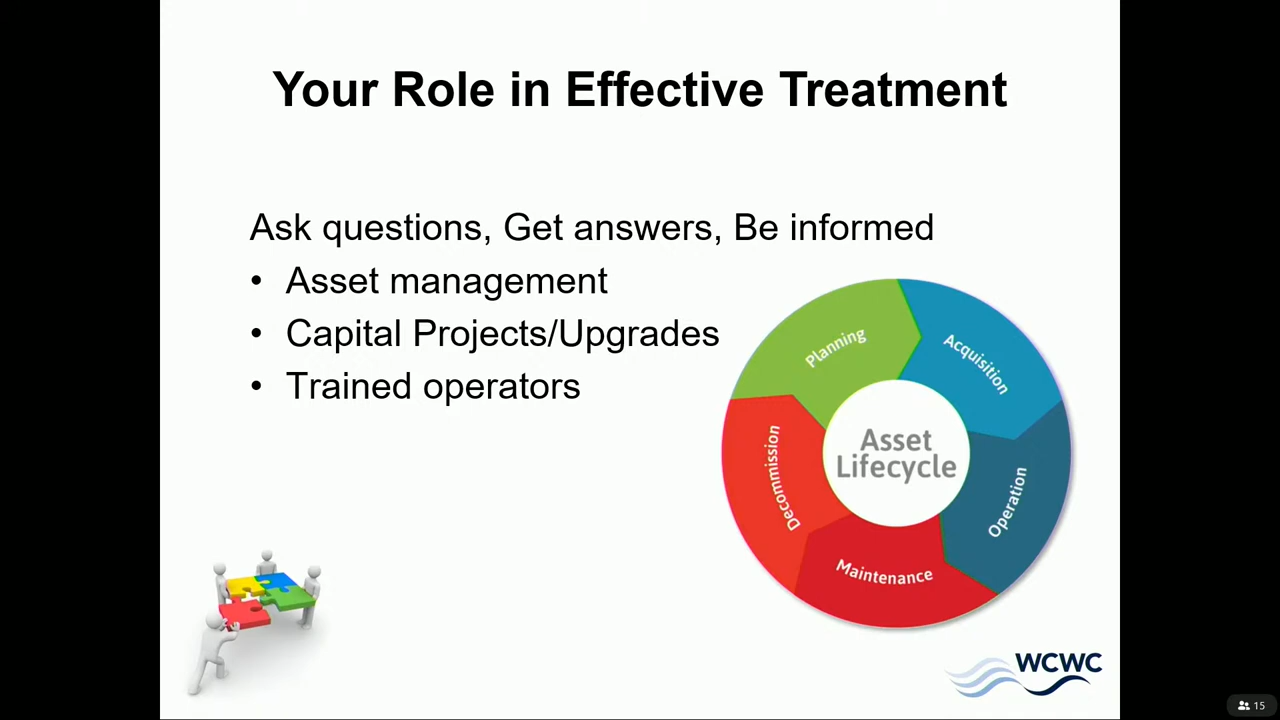 Your Role in Effective Treatment
Ask questions, Get answers, Be informed
• Asset management
• Capital Projects/Upgrades
• Trained operators
Planning
Acquisition
Operation
Maintenance
Decommission
Asset
Lifecycle
WCWC
15